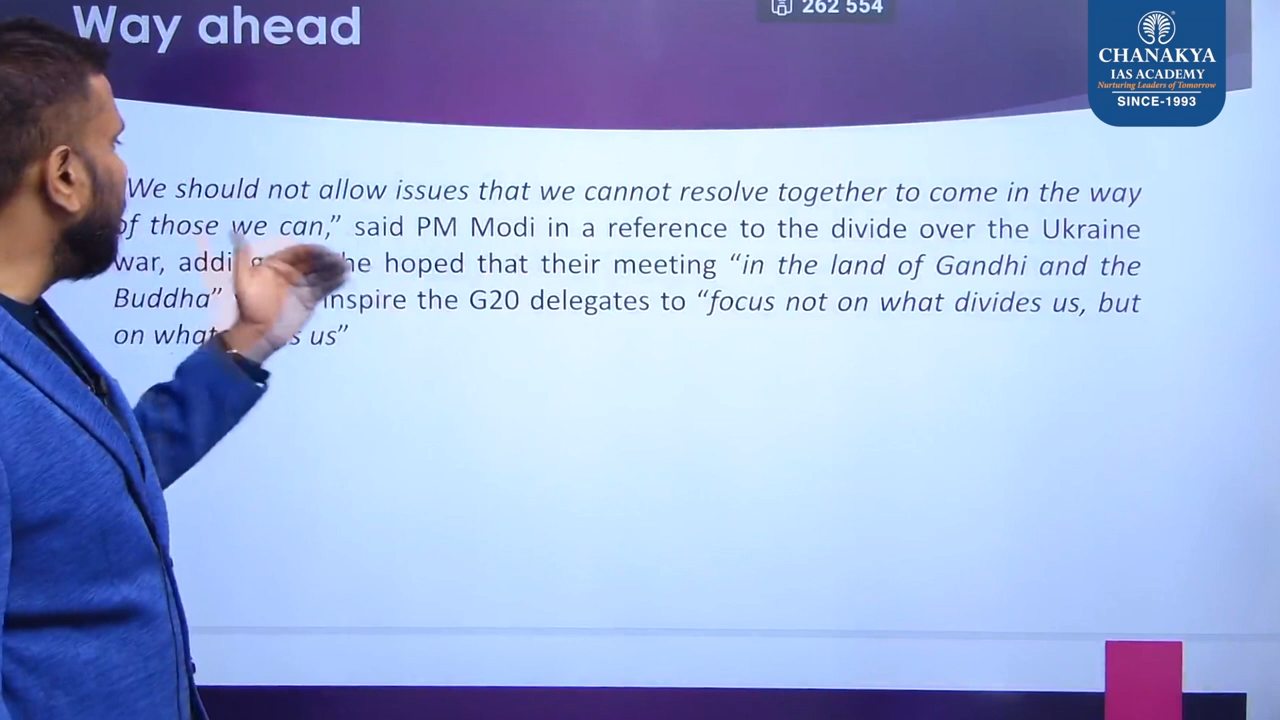 Way ahead
262 554
CHANAKYA
IAS ACADEMY
Nurturing Leaders of Tomorrow
SINCE-1993
We should not allow issues that we cannot resolve together to come in the way
of those we can,” said PM Modi in a reference to the divide over the Ukraine
war, he hoped that their meeting “in the land of Gandhi and the
Buddha” inspire the G20 delegates to “focus not on what divides us, but
on what us”